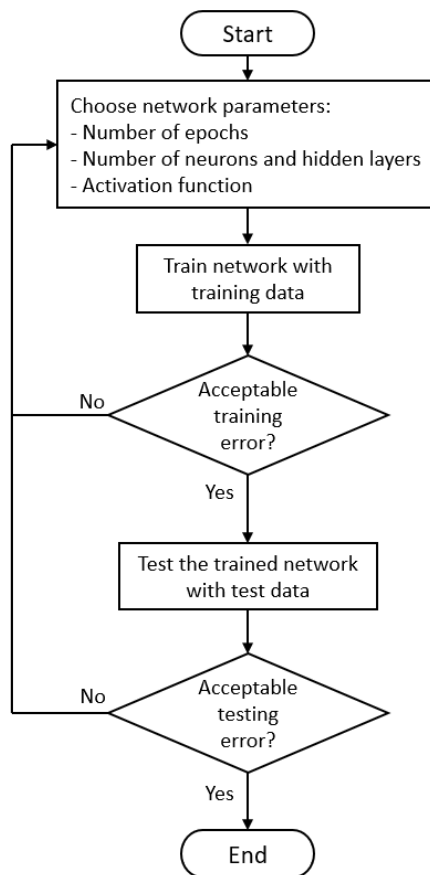 Start
Choose network parameters:
- Number of epochs
- Number of neurons and hidden layers
- Activation function
Train network with
training data
Acceptable
training
error?
No
Yes
Test the trained network
with test data
Acceptable
testing
error?
No
Yes
End